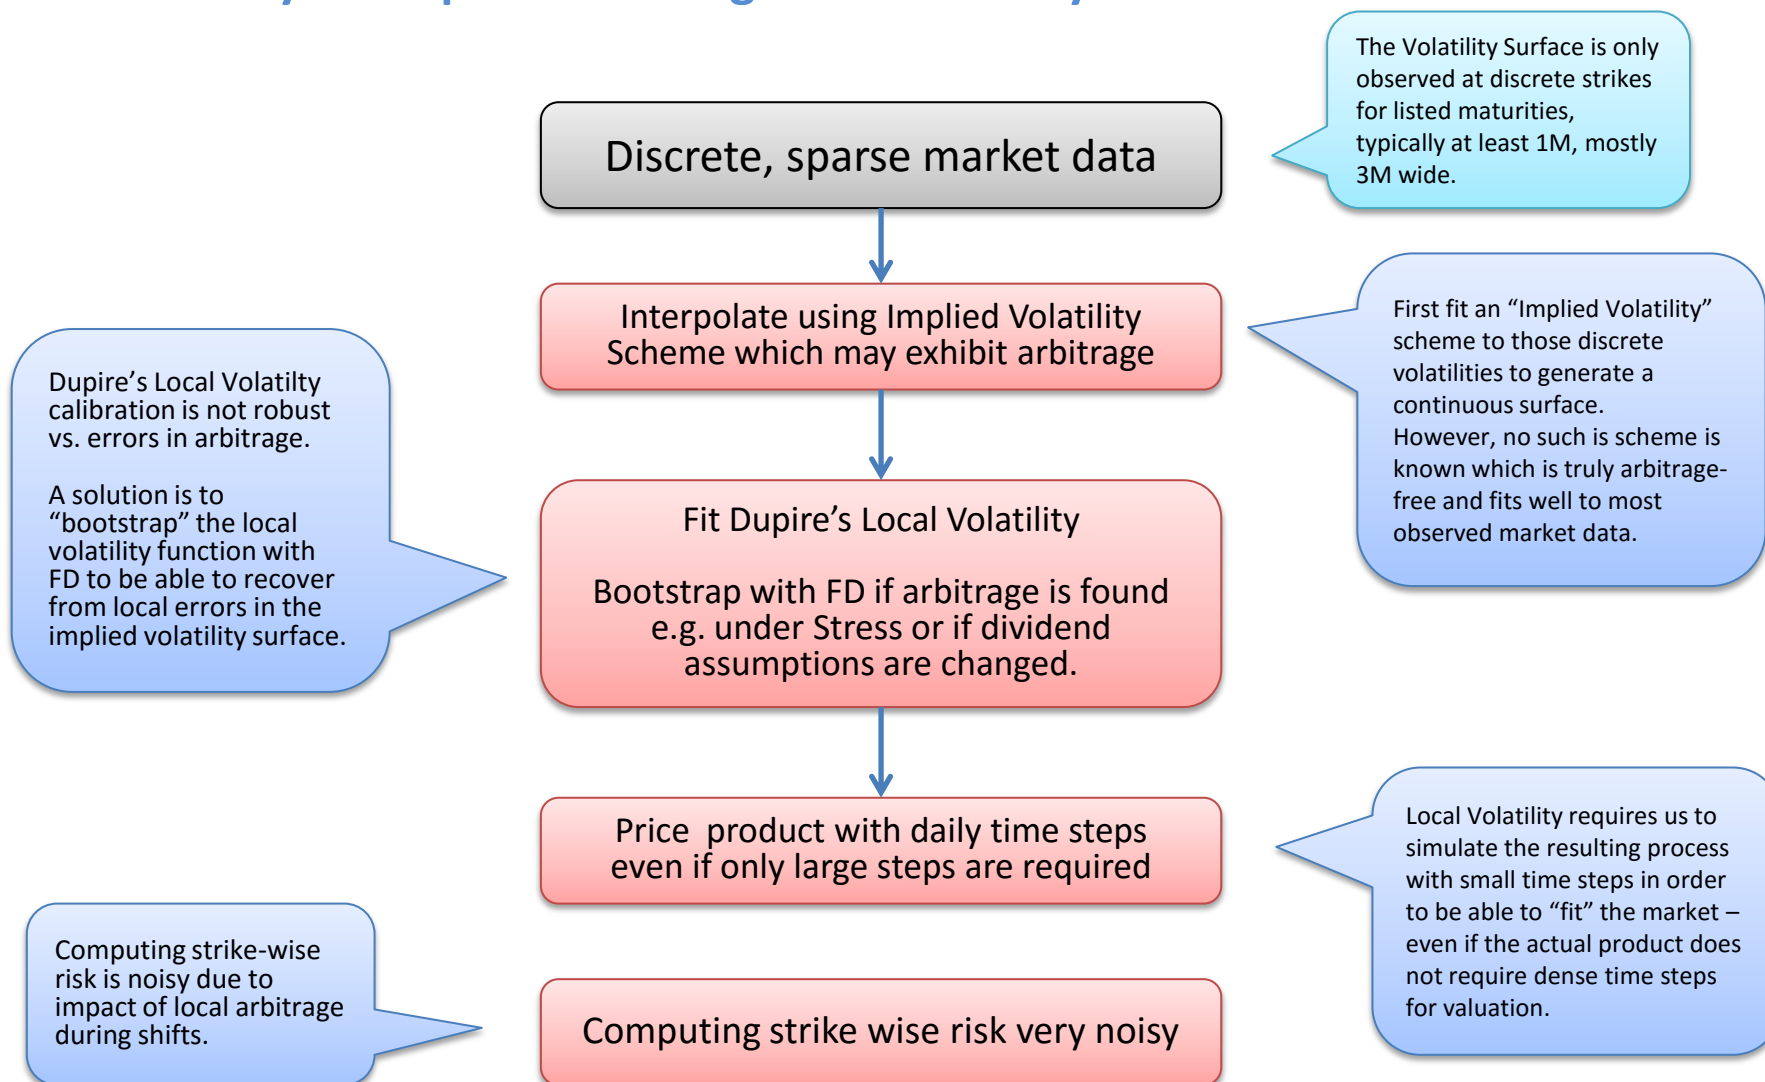 The Volatility Surface is only
observed at discrete strikes
for listed maturities,
typically at least 1M, mostly
3M wide.
Discrete, sparse market data
Interpolate using Implied Volatility
Scheme which may exhibit arbitrage
First fit an “Implied Volatility”
scheme to those discrete
volatilities to generate a
continuous surface.
However, no such is scheme is
known which is truly arbitrage-
free and fits well to most
observed market data.
Dupire’s Local Volatilty
calibration is not robust
vs. errors in arbitrage.
A solution is to
“bootstrap” the local
volatility function with
FD to be able to recover
from local errors in the
implied volatility surface.
Fit Dupire’s Local Volatility
Bootstrap with FD if arbitrage is found
e.g. under Stress or if dividend
assumptions are changed.
Price product with daily time steps
even if only large steps are required
Local Volatility requires us to
simulate the resulting process
with small time steps in order
to be able to “fit” the market –
even if the actual product does
not require dense time steps
for valuation.
Computing strike-wise
risk is noisy due to
impact of local arbitrage
during shifts.
Computing strike wise risk very noisy